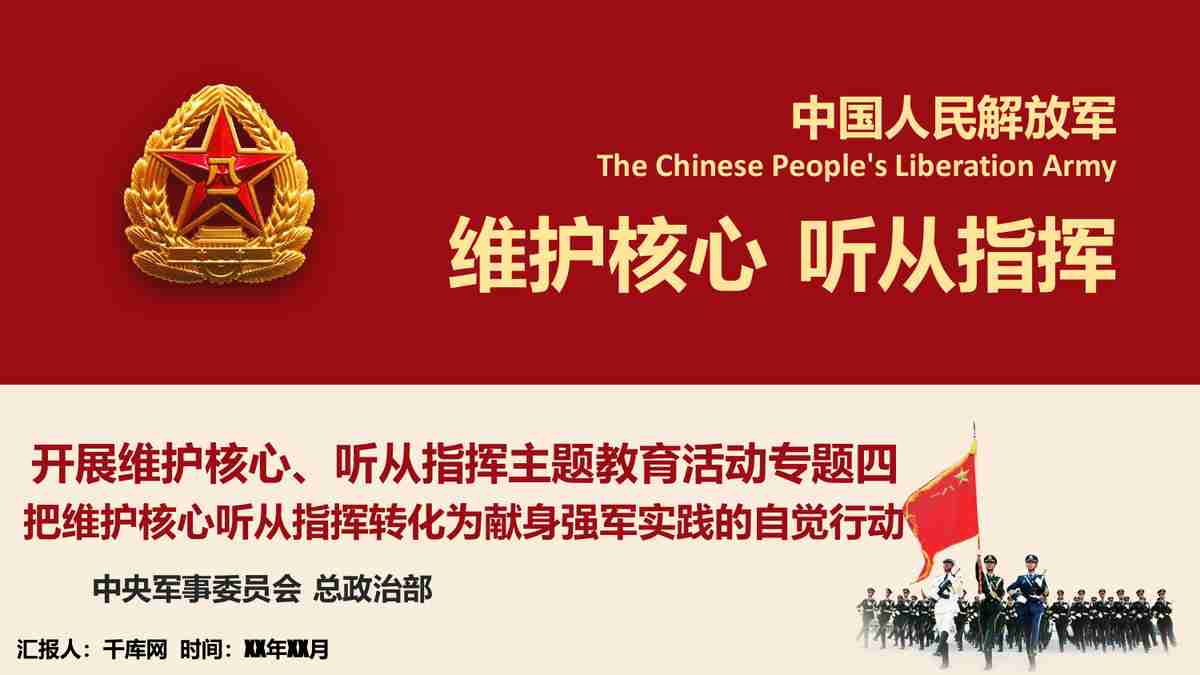 中国人民解放军
The Chinese People's Liberation Army
维护核心 听从指挥
开展维护核心、听从指挥主题教育活动专题四
把维护核心听从指挥转化为献身强军实践的自觉行动
中央军事委员会 总政治部
汇报人：千库网 时间：XX年XX月
八一
八一